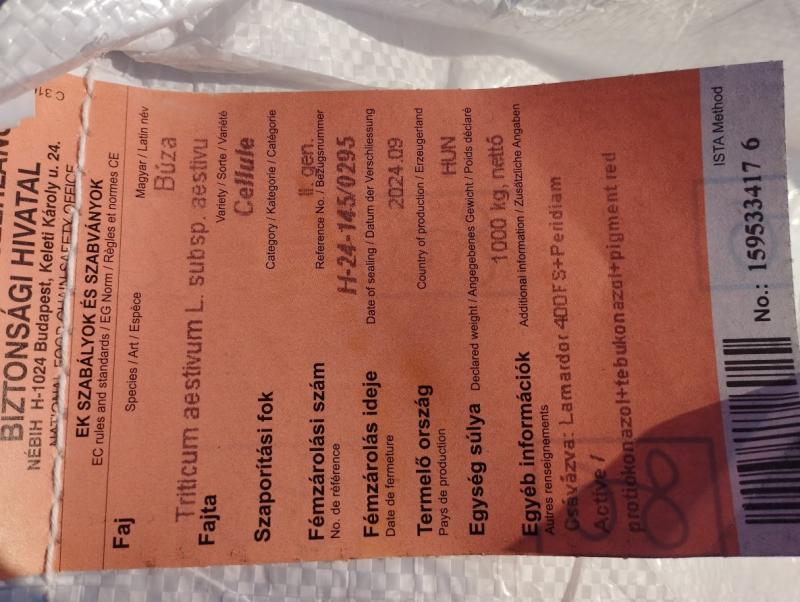 BIZTONSÁGI HIVATAL
NÉBIH H-1024 Budapest, Keleti Károly u. 24.
NATIONAL FOOD CHAIN SAFETY OFFICE
EK SZABÁLYOK ÉS SZABVÁNYOK
EC rules and standards / EG Norm / Règles et normes CE
Faj Species / Art / Espèce Magyar / Latin név
Búza
Triticum aestivum L. subsp. aestivu
Fajta Variety / Sorte / Variété
Cellule
Szaporítási fok Category / Kategorie / Catégorie
II.gen.
Fémzárolási szám Reference No. / Bezugsnummer
No. de référence H-24-145/0295
Fémzárolás ideje Date of sealing / Datum der Verschliessung
Date de fermeture 2024.09
Termelő ország Country of production / Erzeugerland
Pays de production HUN
Egység súlya Declared weight / Angegebenes Gewicht / Poids déclaré
1000 kg, nettó
Egyéb információk Additional information / Zusätzliche Angaben
Autres renseignements
Csávázva: Lamardor 400FS+Peridiam
Active /
protiokonazol+tebukonazol+pigment red
ISTA Method
No.: 159533417 6